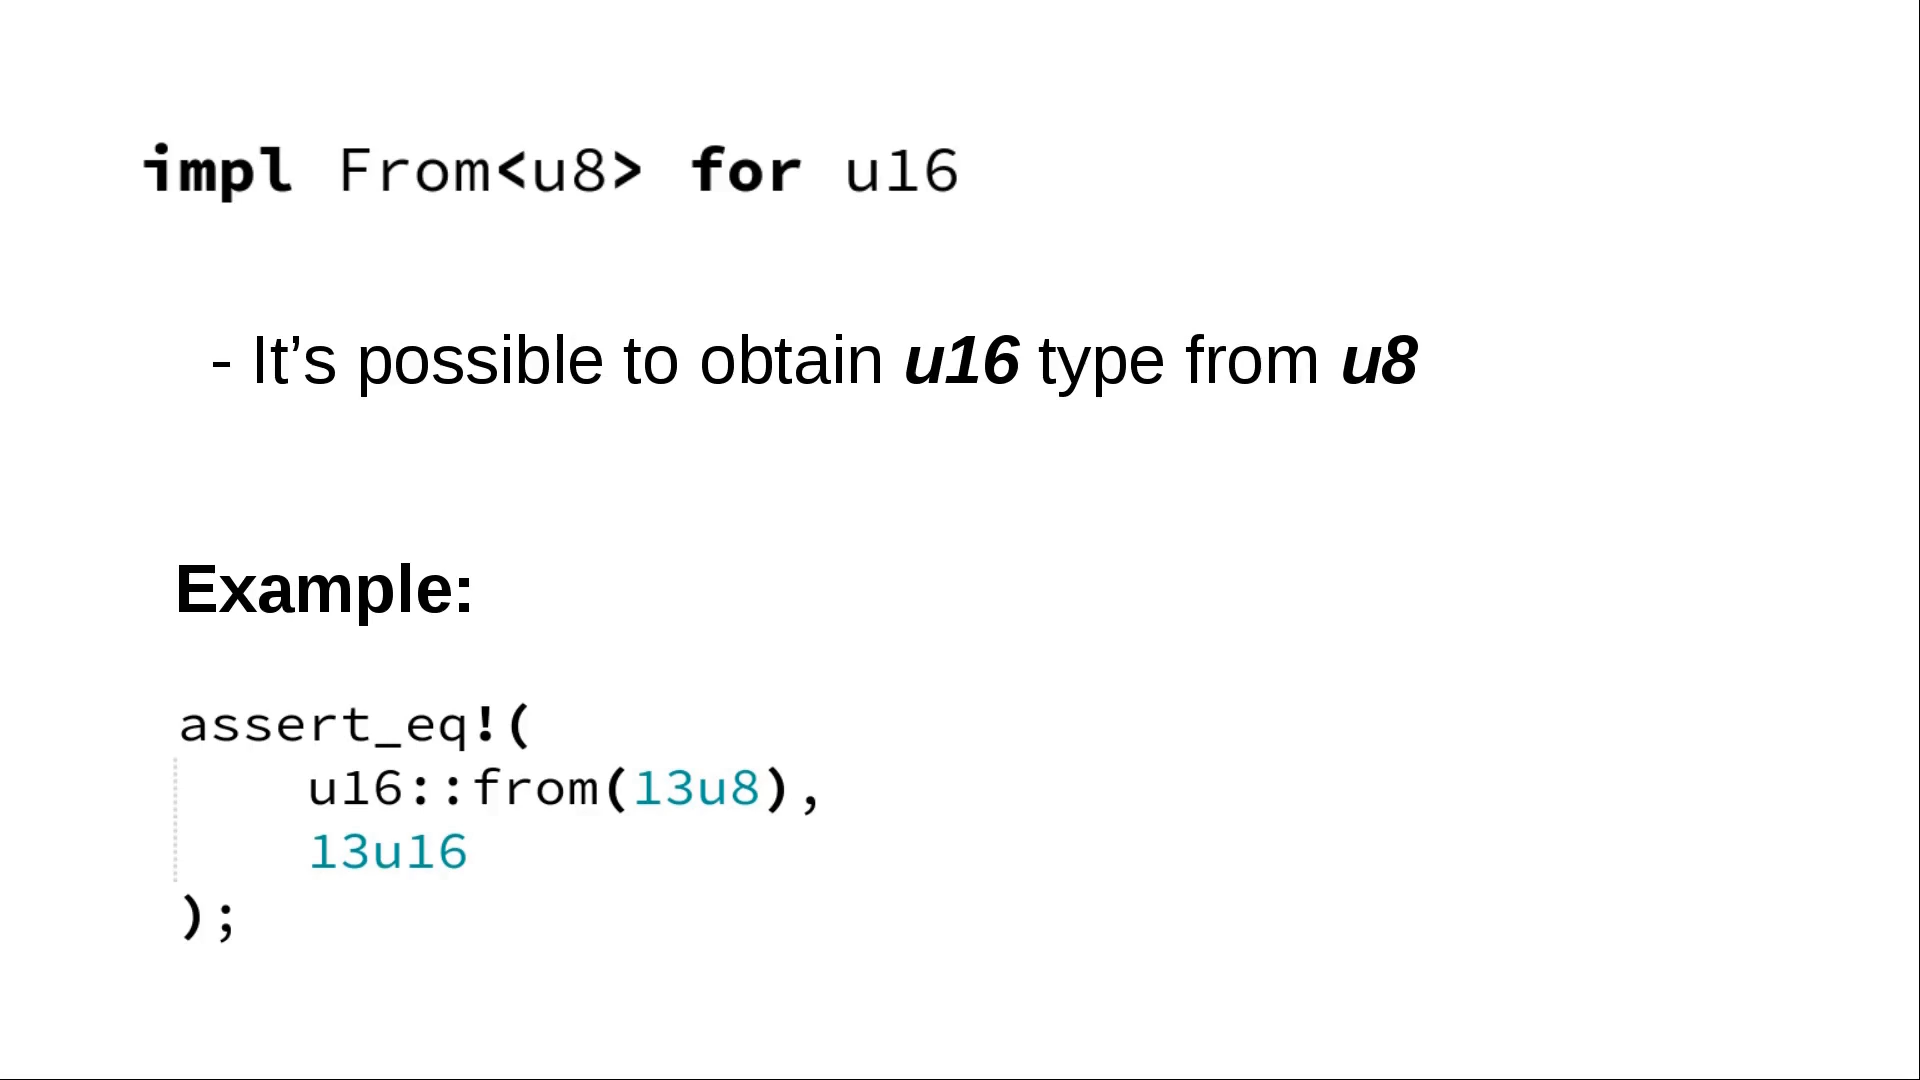 impl From<u8> for u16
- It’s possible to obtain u16 type from u8
Example:
assert_eq!(
u16::from(13u8),
13u16
);